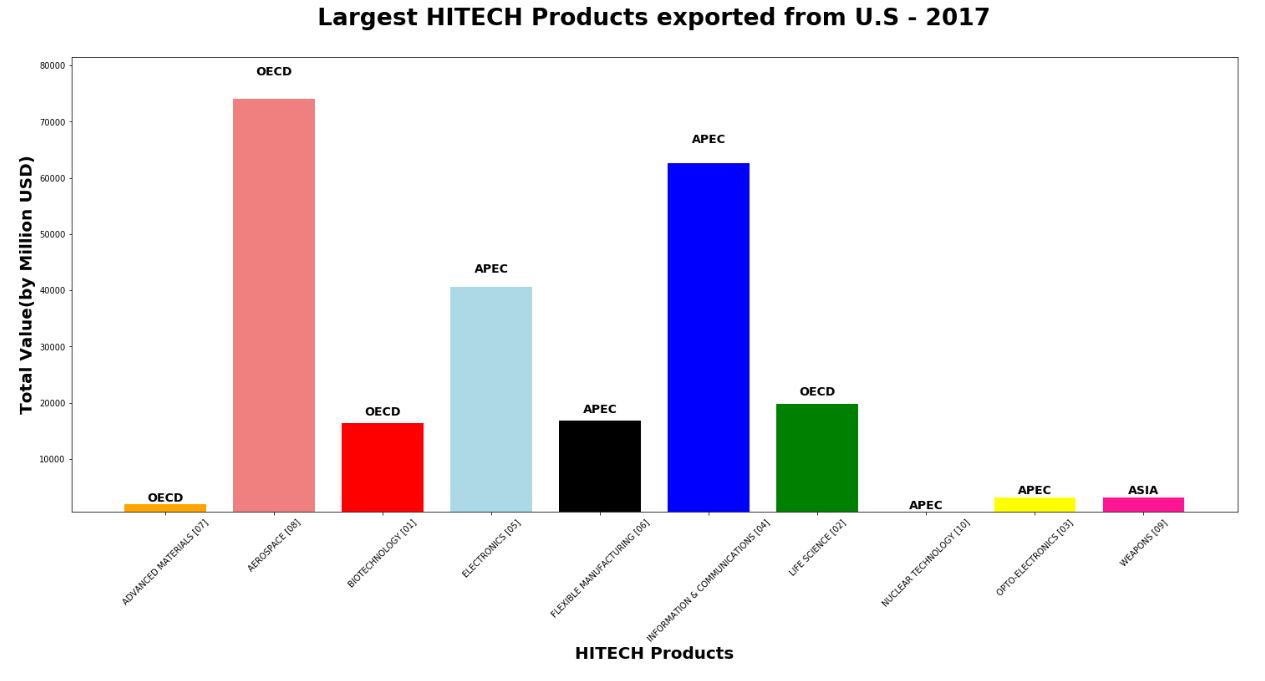 Largest HITECH Products exported from U.S - 2017
Total Value(by Million USD)
80000
70000
60000
50000
40000
30000
20000
10000
OECD
OECD
OECD
APEC
APEC
APEC
OECD
APEC
APEC
ASIA
ADVANCED MATERIALS [07]
AEROSPACE [08]
BIOTECHNOLOGY [01]
ELECTRONICS [05]
FLEXIBLE MANUFACTURING [06]
INFORMATION & COMMUNICATIONS [04]
LIFE SCIENCE [02]
NUCLEAR TECHNOLOGY [10]
OPTO-ELECTRONICS [03]
WEAPONS [09]
HITECH Products